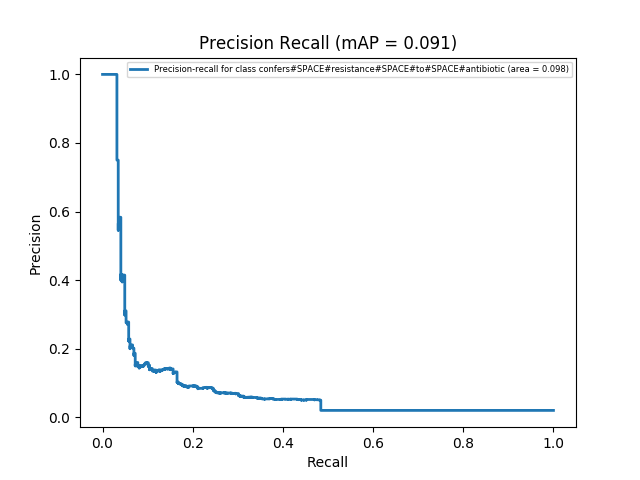 Precision Recall (mAP = 0.091)
Precision-recall for class confers#SPACE#resistance#SPACE#to#SPACE#antibiotic (area = 0.098)
1.0
0.8
0.6
0.4
0.2
0.0
Precision
0.0 0.2 0.4 0.6 0.8 1.0
Recall